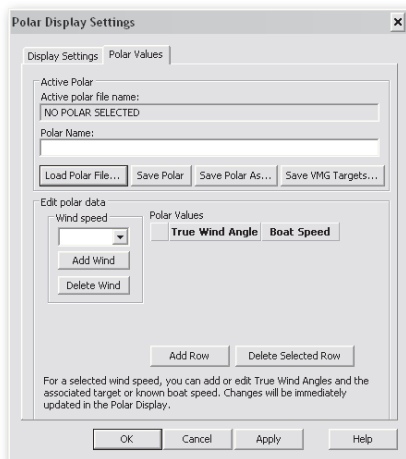 Polar Display Settings
Display Settings Polar Values
Active Polar
Active polar file name:
NO POLAR SELECTED
Polar Name:
Load Polar File... Save Polar Save Polar As... Save VMG Targets...
Edit polar data
Wind speed
Polar Values
True Wind Angle Boat Speed
Add Wind
Delete Wind
Add Row Delete Selected Row
For a selected wind speed, you can add or edit True Wind Angles and the
associated target or known boat speed. Changes will be immediately
updated in the Polar Display.
OK Cancel Apply Help